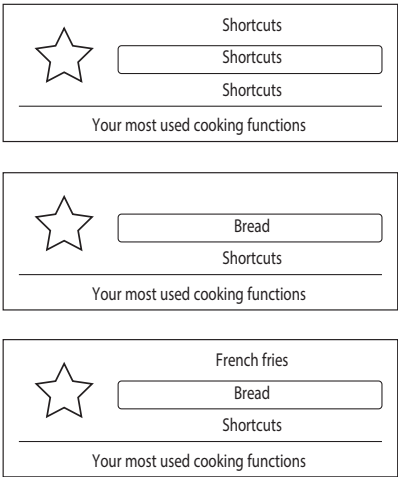 Shortcuts
Shortcuts
Shortcuts
Your most used cooking functions
Bread
Shortcuts
Your most used cooking functions
French fries
Bread
Shortcuts
Your most used cooking functions